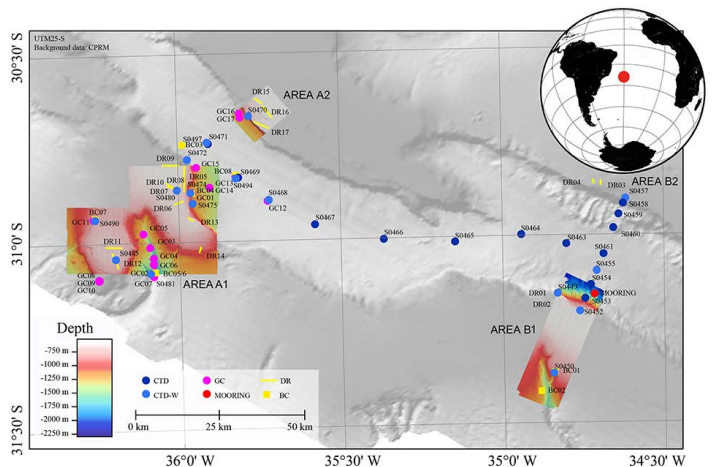 UTM25-S
Background data: CPRM
30°30' S
31°0' S
31°30' S
36°0' W
35°30' W
35°0' W
34°30' W
AREA A2
DR15
GC16
S0470
DR16
GC17
DR17
S0497
S0471
BC03
S0472
DR09
GC15
BC08
S0469
DR05
DR10
DR08
S0474
GC13
S0494
DR07
GC14
S0480
GC01
S0468
DR06
S0475
GC12
BC07
GC11
S0490
DR13
S0467
GC05
S0466
S0465
S0464
S0463
DR11
GC03
DR14
S0485
GC04
DR12
GC06
GC02
BC05/6
GC08
GC09
GC07
S0481
GC10
AREA A1
AREA B2
DR04
DR03
S0457
S0458
S0459
S0460
S0461
S0455
S0454
S0449
DR01
MOORING
S0453
DR02
S0452
AREA B1
S0450
BC01
BC02
Depth
-750 m
-1000 m
-1250 m
-1500 m
-1750 m
-2000 m
-2250 m
CTD
GC
DR
CTD-W
MOORING
BC
0 km
25 km
50 km